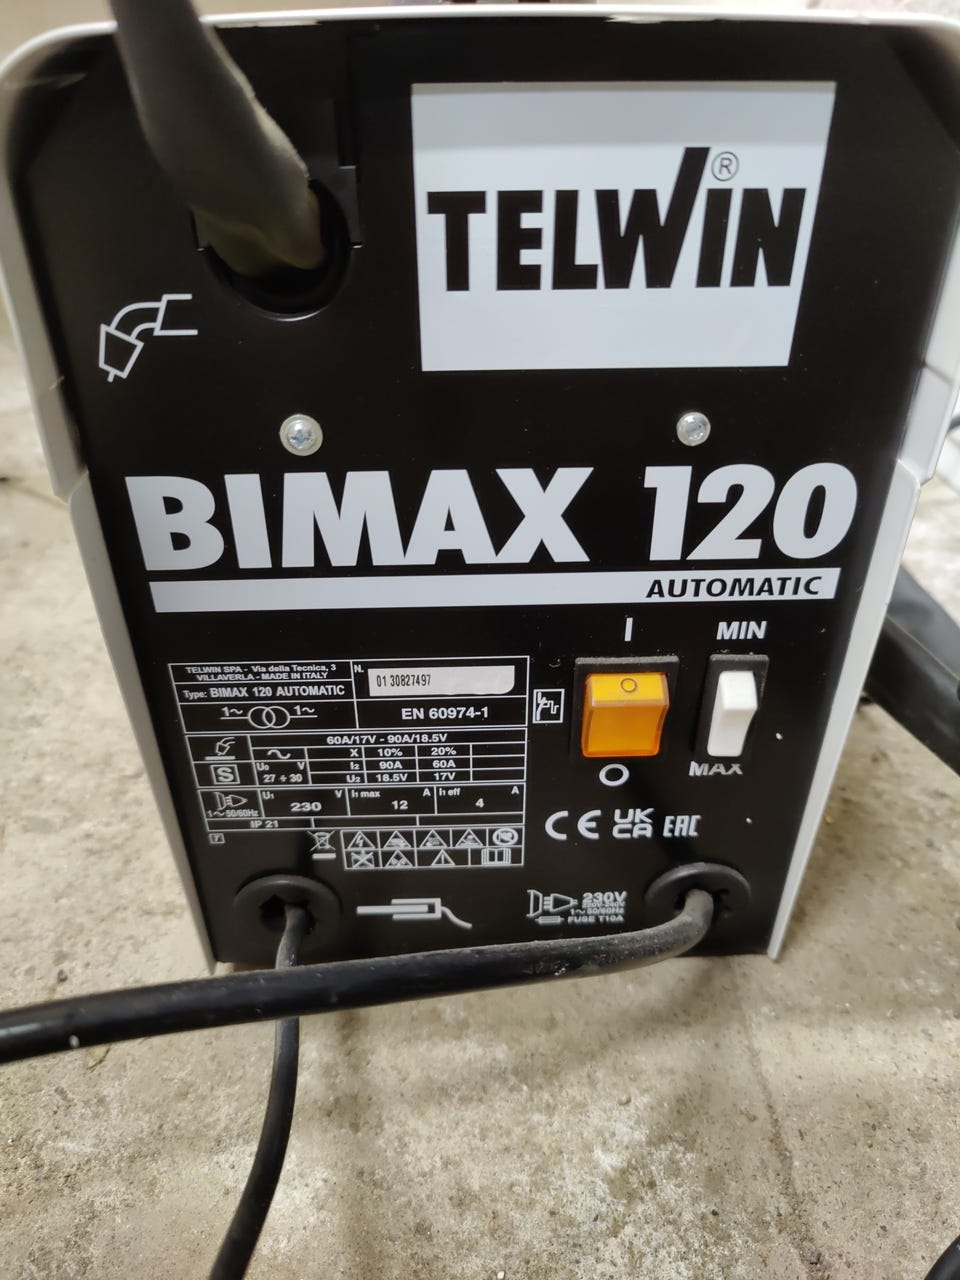 TELWIN®
BIMAX 120
AUTOMATIC
I
MIN
TELWIN SPA - Via della Tecnica, 3
VILLAVERLA - MADE IN ITALY
N.
01 30827497
Type: BIMAX 120 AUTOMATIC
1~ 1~
EN 60974-1
60A/17V - 90A/18.5V
X 10% 20%
S
U₀ V
I₂ 90A 60A
27 ÷ 30
U₂ 18.5V 17V
1~ 50/60Hz
U₁ V
230
I₁ max A
12
I₁ eff A
4
IP 21
O
MAX
CE UK CA EAC
230V
220V-240V
1~50/60Hz
FUSE T10A